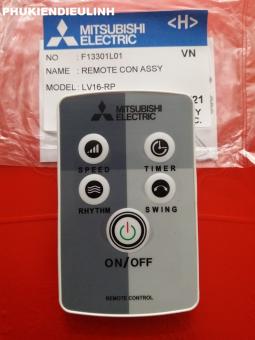 PHUKIENDIEULINH
MITSUBISHI
ELECTRIC
<H>
VN
NO : F13301L01
NAME : REMOTE CON ASSY
MODEL: LV16-RP
21
MITSUBISHI
ELECTRIC
SPEED
TIMER
RHYTHM
SWING
ON/OFF
REMOTE CONTROL